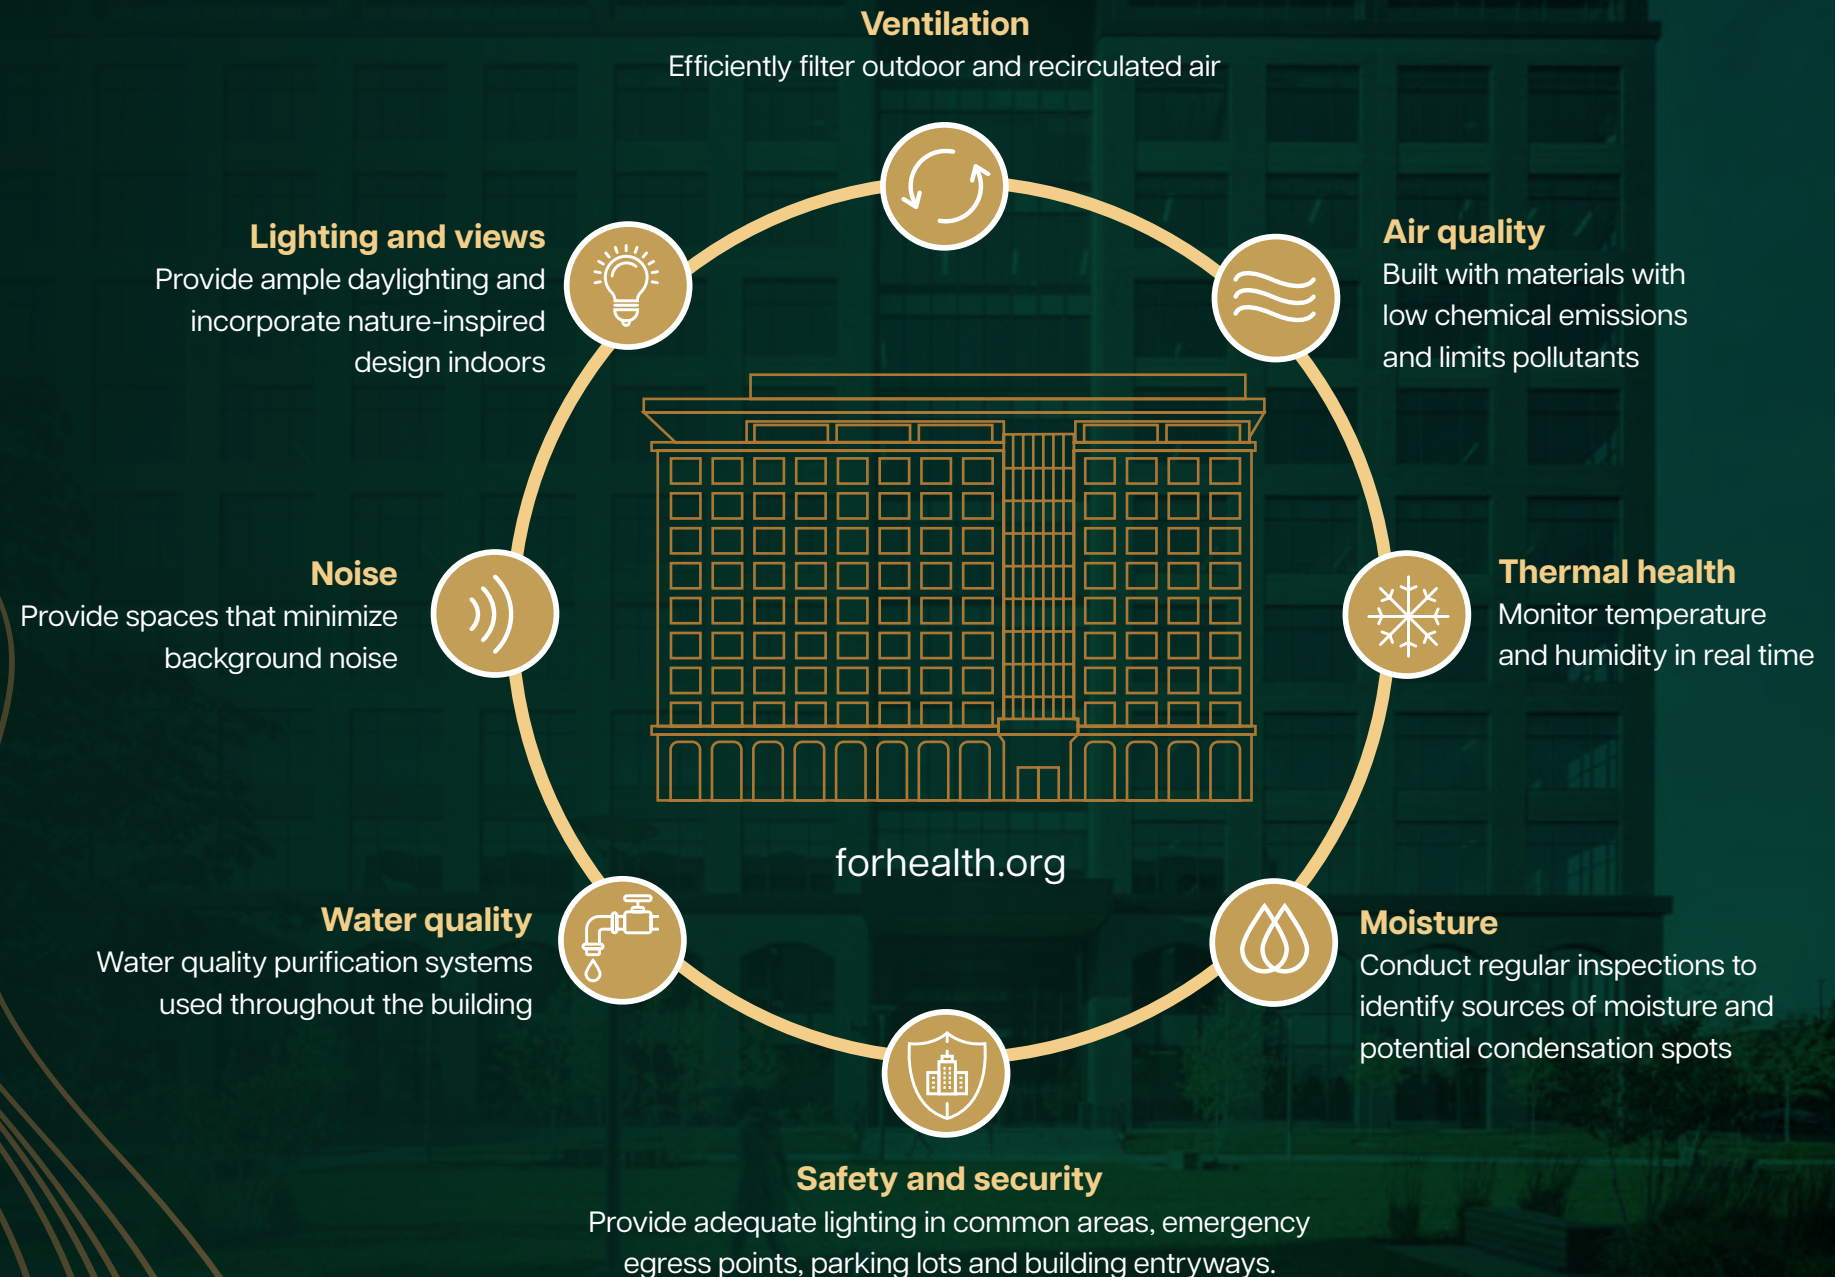 Ventilation
Efficiently filter outdoor and recirculated air
Lighting and views
Provide ample daylighting and
incorporate nature-inspired
design indoors
Air quality
Built with materials with
low chemical emissions
and limits pollutants
Noise
Provide spaces that minimize
background noise
Thermal health
Monitor temperature
and humidity in real time
forhealth.org
Water quality
Water quality purification systems
used throughout the building
Moisture
Conduct regular inspections to
identify sources of moisture and
potential condensation spots
Safety and security
Provide adequate lighting in common areas, emergency
egress points, parking lots and building entryways.